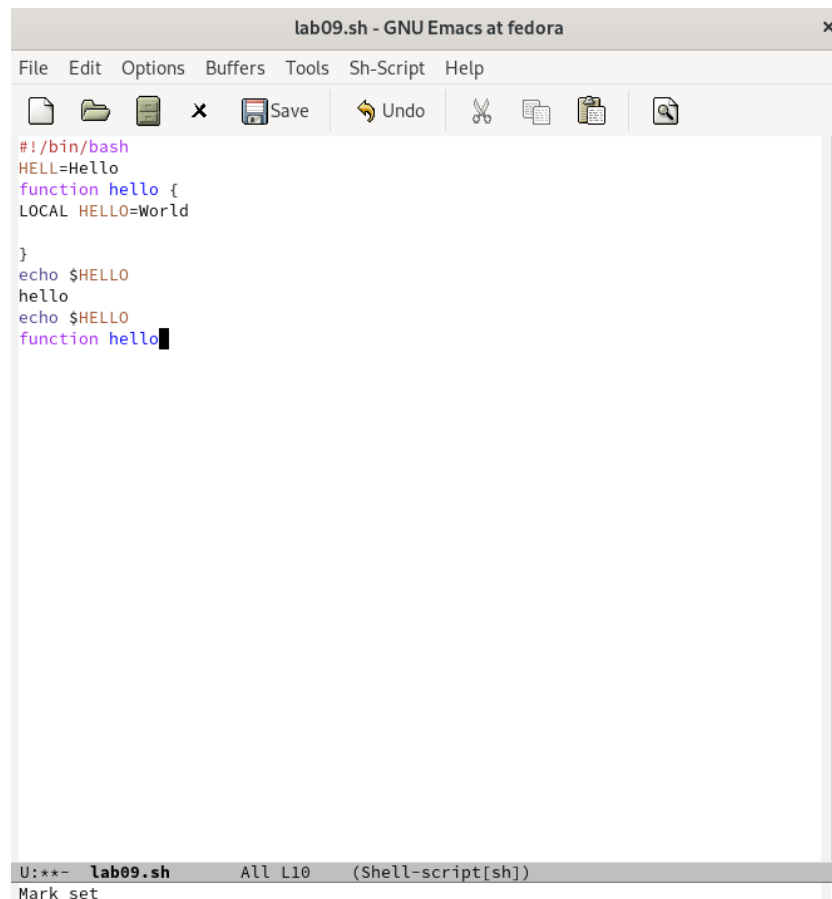 lab09.sh - GNU Emacs at fedora ×
File Edit Options Buffers Tools Sh-Script Help
Save Undo
#!/bin/bash
HELL=Hello
function hello {
LOCAL HELLO=World
}
echo $HELLO
hello
echo $HELLO
function hello
U:**- lab09.sh All L10 (Shell-script[sh])
Mark set